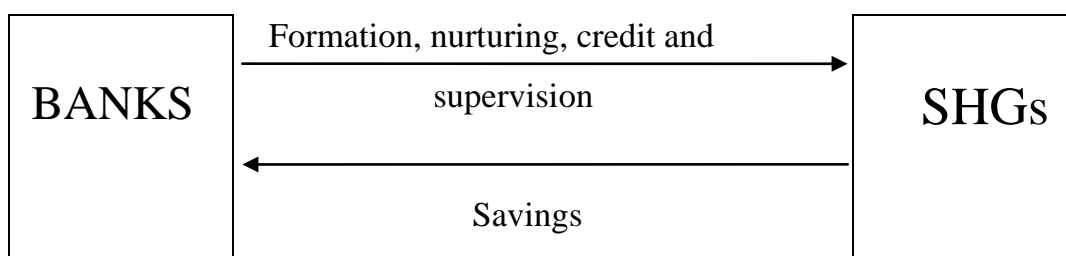 BANKS
Formation, nurturing, credit and
supervision
Savings
SHGs